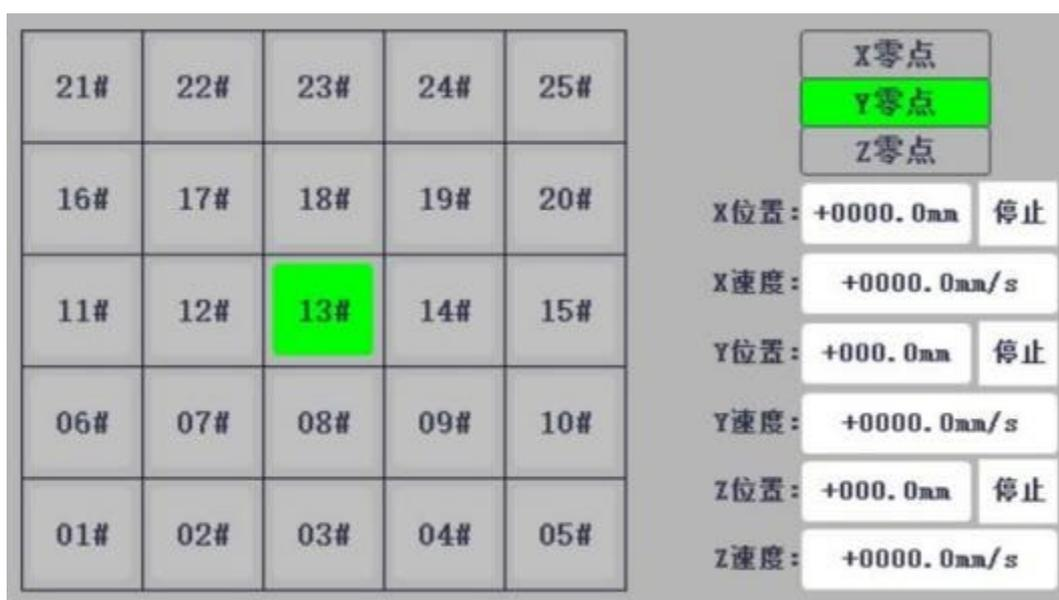 21# 22# 23# 24# 25#
16# 17# 18# 19# 20#
11# 12# 13# 14# 15#
06# 07# 08# 09# 10#
01# 02# 03# 04# 05#
X零点
Y零点
Z零点
X位置: +0000.0mm 停止
X速度: +0000.0mm/s
Y位置: +000.0mm 停止
Y速度: +0000.0mm/s
Z位置: +000.0mm 停止
Z速度: +0000.0mm/s